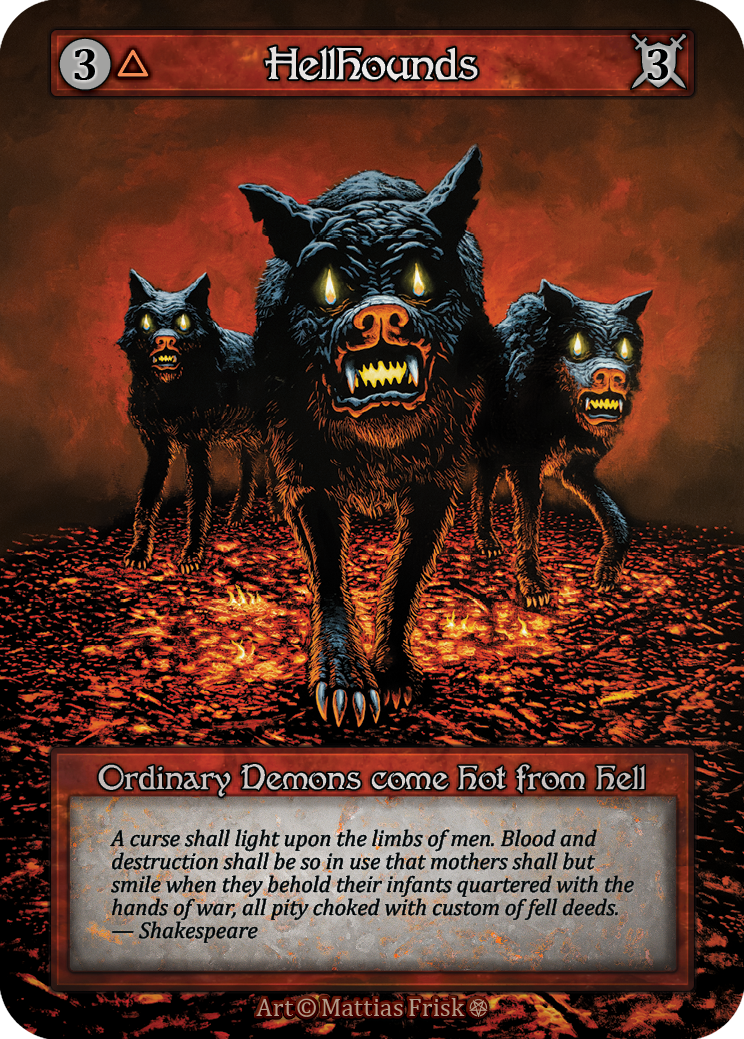 3
Hellhounds
3
Ordinary Demons come hot from hell
A curse shall light upon the limbs of men. Blood and
destruction shall be so in use that mothers shall but
smile when they behold their infants quartered with the
hands of war, all pity choked with custom of fell deeds.
— Shakespeare
Art © Mattias Frisk